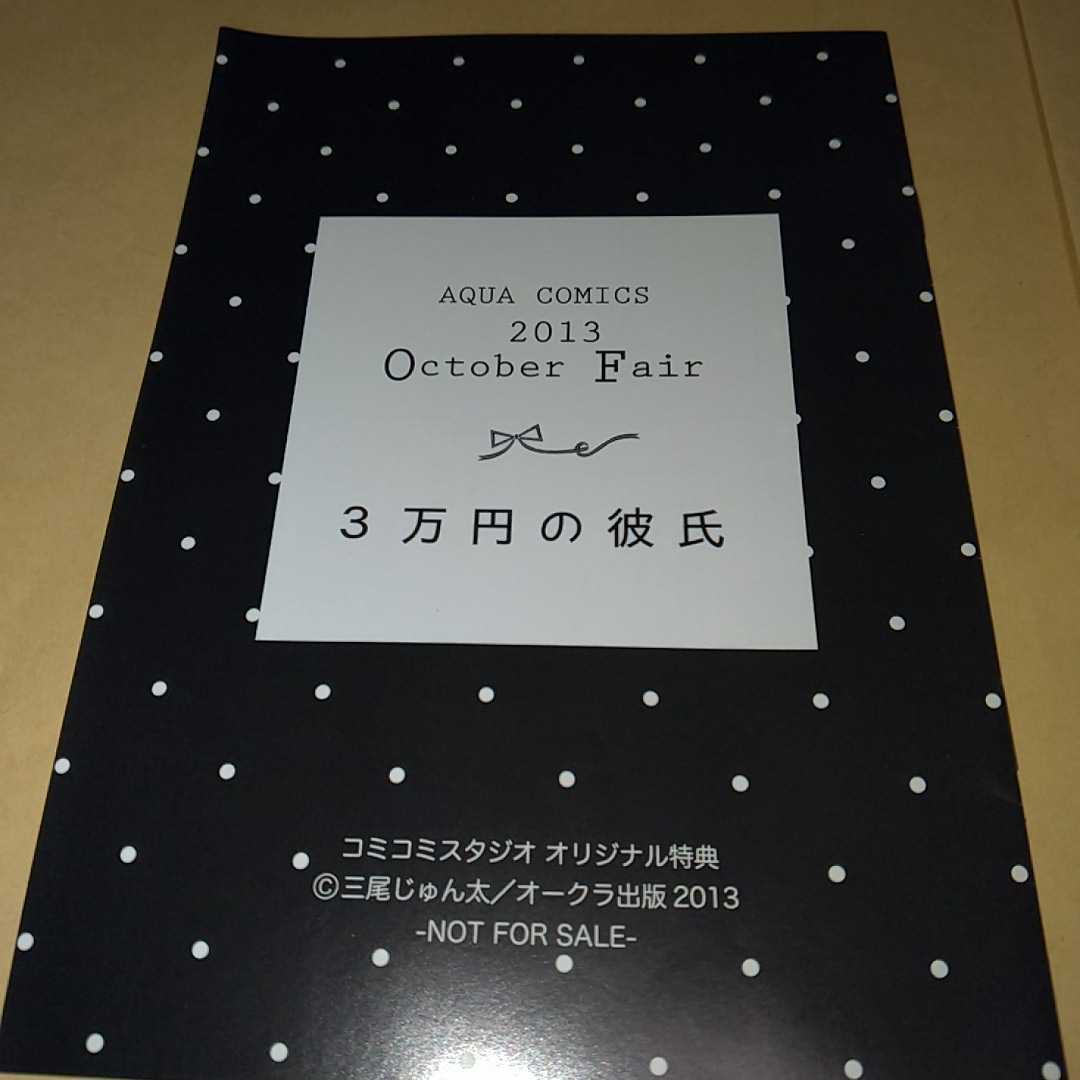 AQUA COMICS
2013
October Fair
3万円の彼氏
コミコミスタジオ オリジナル特典
©三尾じゅん太／オークラ出版 2013
-NOT FOR SALE-